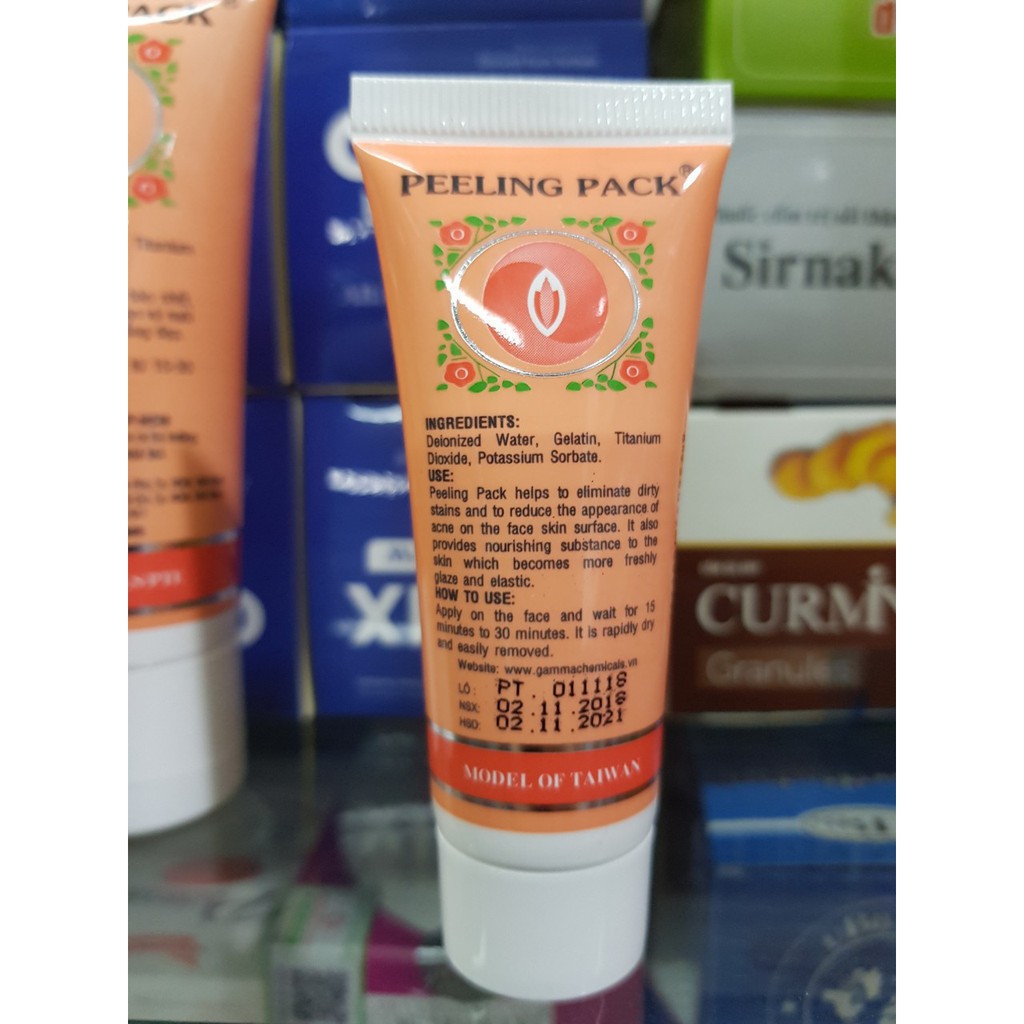 PEELING PACK®
INGREDIENTS:
Deionized Water, Gelatin, Titanium
Dioxide, Potassium Sorbate.
USE:
Peeling Pack helps to eliminate dirty
stains and to reduce the appearance of
acne on the face skin surface. It also
provides nourishing substance to the
skin which becomes more freshly
glaze and elastic.
HOW TO USE:
Apply on the face and wait for 15
minutes to 30 minutes. It is rapidly dry
and easily removed.
Website: www.gammachemicals.vn
LÔ: PT. 011118
NSX: 02.11.2018
HSD: 02.11.2021
MODEL OF TAIWAN
PACK®
Titanium
Sirnak
CURMIN
Granules